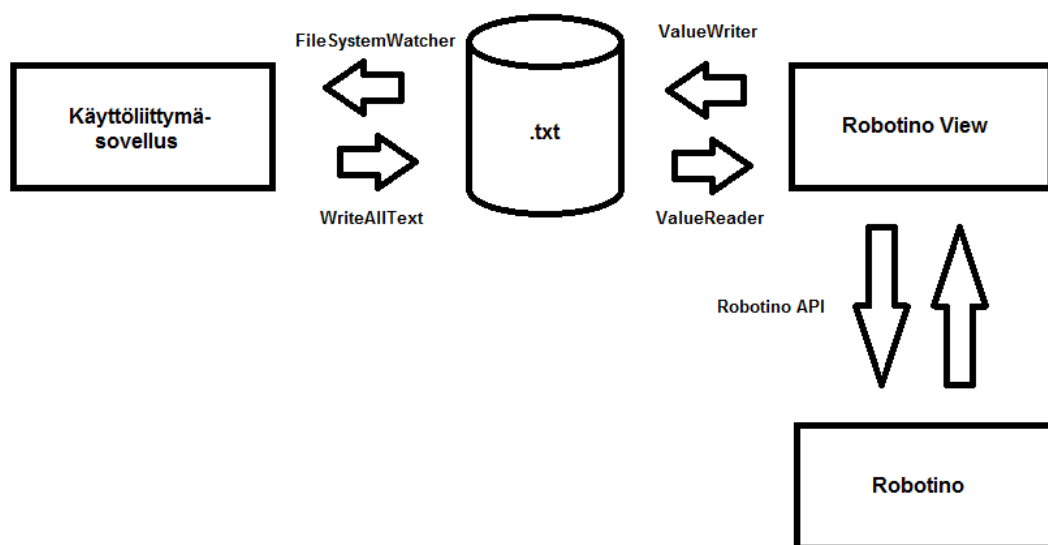 FileSystemWatcher
ValueWriter
Käyttöliittymä-
sovellus
.txt
Robotino View
WriteAllText
ValueReader
Robotino API
Robotino